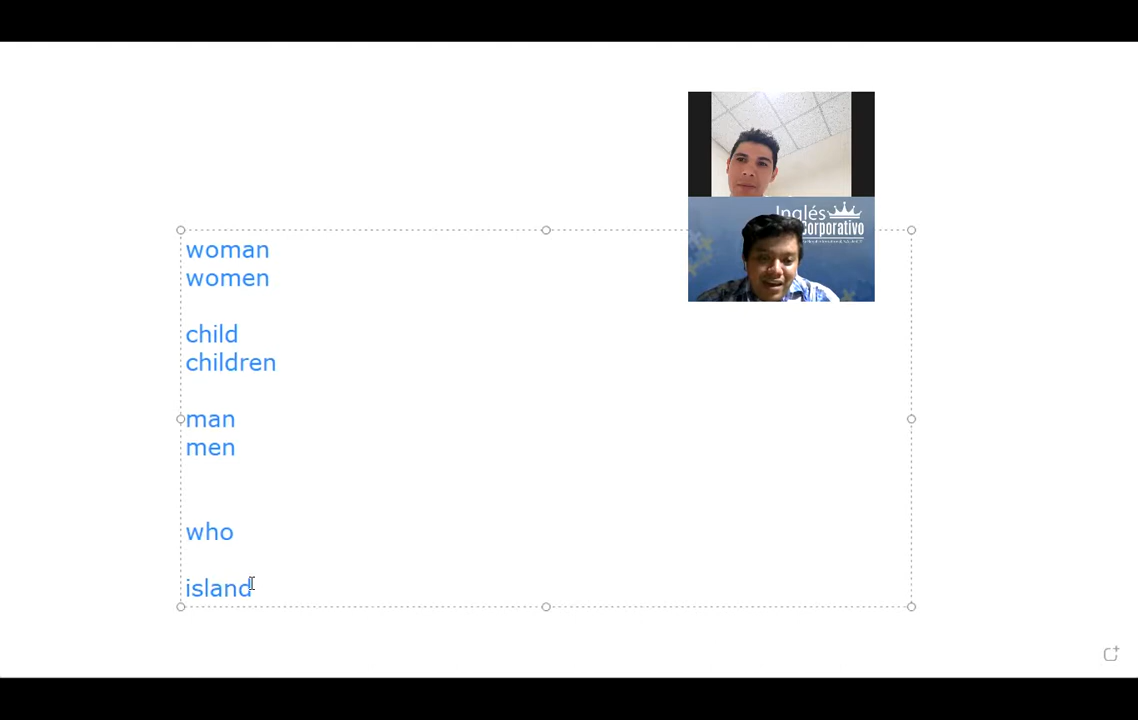 Inglés
Corporativo
woman
women
child
children
man
men
who
island